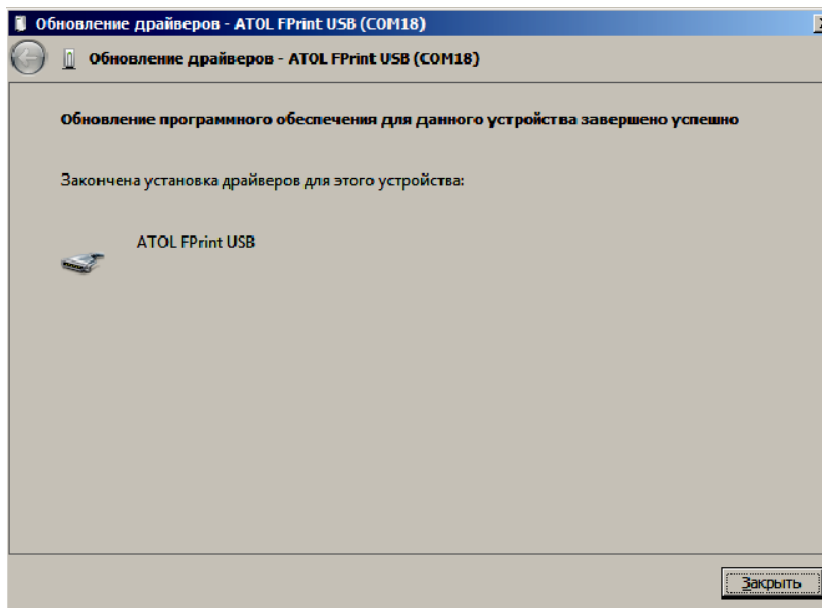 Обновление драйверов - ATOL FPrint USB (COM18)
Обновление драйверов - ATOL FPrint USB (COM18)
Обновление программного обеспечения для данного устройства завершено успешно
Закончена установка драйверов для этого устройства:
ATOL FPrint USB
Закрыть